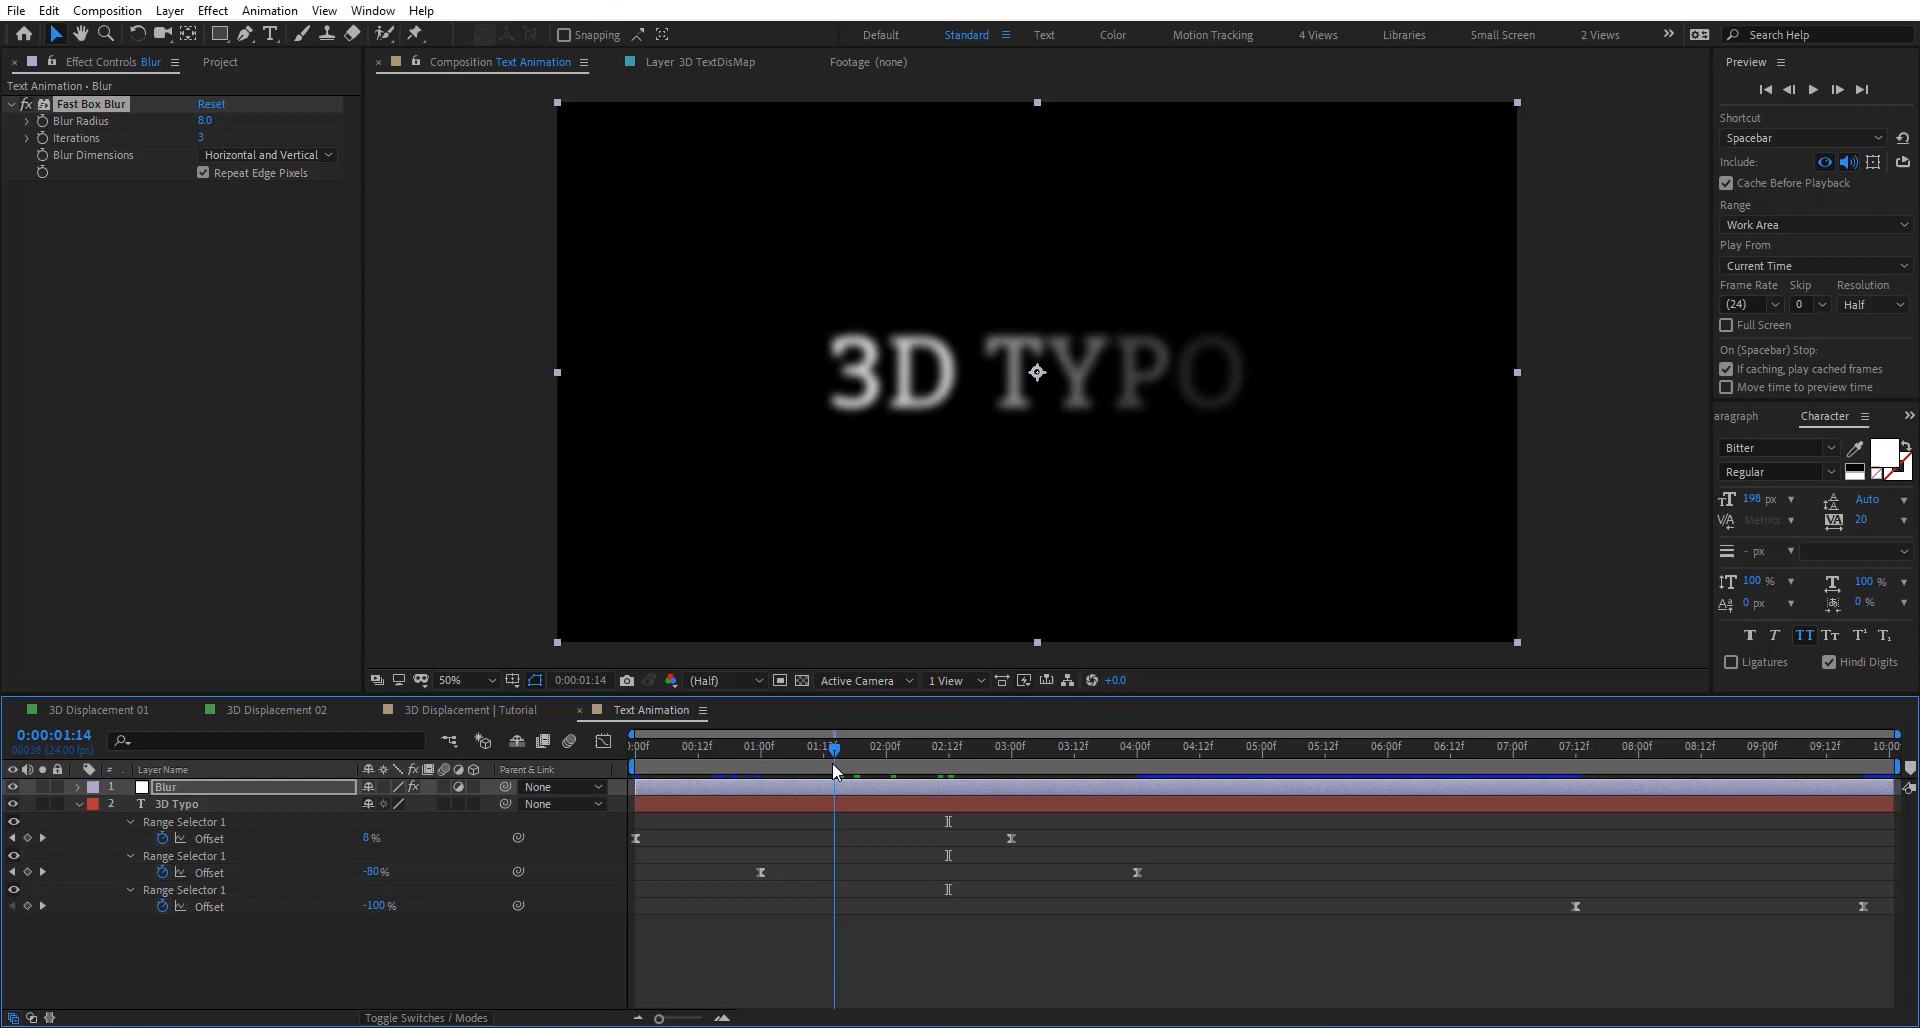 File Edit Composition Layer Effect Animation View Window Help
Snapping Default Standard Text Color Motion Tracking 4 Views Libraries Small Screen 2 Views Search Help
Effect Controls Blur Project
Composition Text Animation Layer 3D TextDisMap Footage (none)
Preview
Text Animation • Blur
fx Fast Box Blur Reset
Blur Radius 8.0
Iterations 3
Blur Dimensions Horizontal and Vertical
Repeat Edge Pixels
3D TYPO
Shortcut
Spacebar
Include:
Cache Before Playback
Range
Work Area
Play From
Current Time
Frame Rate Skip Resolution
(24) 0 Half
Full Screen
On (Spacebar) Stop:
If caching, play cached frames
Move time to preview time
aragraph Character
Bitter
Regular
198 px Auto
Metrics 20
- px
100 % 100 %
0 px 0 %
Ligatures Hindi Digits
50% 0:00:01:14 (Half) Active Camera 1 View +0.0
3D Displacement 01 3D Displacement 02 3D Displacement | Tutorial Text Animation
0:00:01:14
00038 (24.00 fps)
:00f 00:12f 01:00f 01:12f 02:00f 02:12f 03:00f 03:12f 04:00f 04:12f 05:00f 05:12f 06:00f 06:12f 07:00f 07:12f 08:00f 08:12f 09:00f 09:12f 10:00f
# Layer Name fx Parent & Link
1 Blur fx None
2 T 3D Typo None
Range Selector 1
Offset 8 %
Range Selector 1
Offset -80 %
Range Selector 1
Offset -100 %
Toggle Switches / Modes